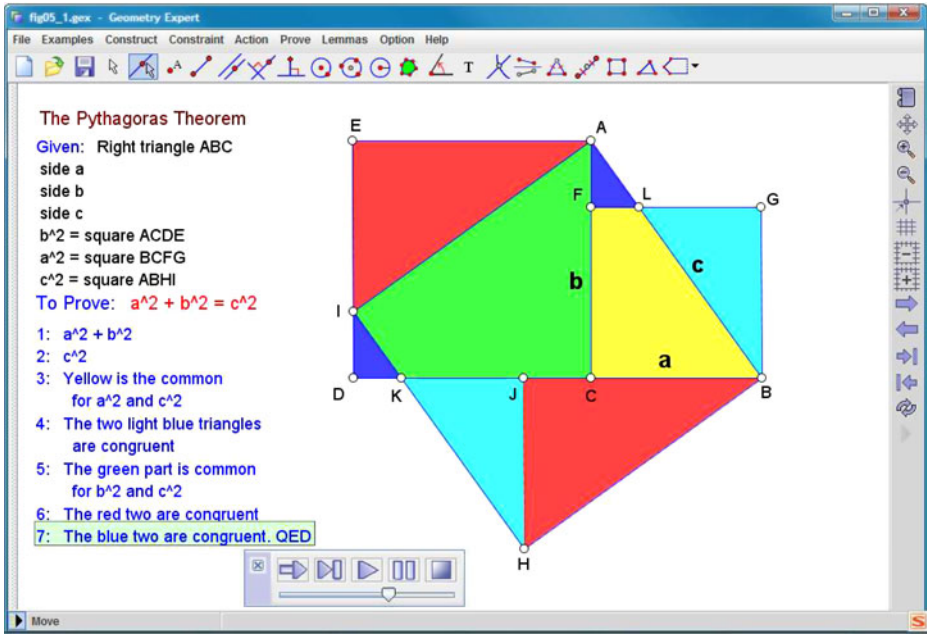 fig05_1.gex - Geometry Expert
File Examples Construct Constraint Action Prove Lemmas Option Help
A T
The Pythagoras Theorem
Given: Right triangle ABC
side a
side b
side c
b^2 = square ACDE
a^2 = square BCFG
c^2 = square ABHI
To Prove: a^2 + b^2 = c^2
1: a^2 + b^2
2: c^2
3: Yellow is the common
for a^2 and c^2
4: The two light blue triangles
are congruent
5: The green part is common
for b^2 and c^2
6: The red two are congruent
7: The blue two are congruent. QED
E A
F L G
c
b
I
a
D K J C B
H
Move
S